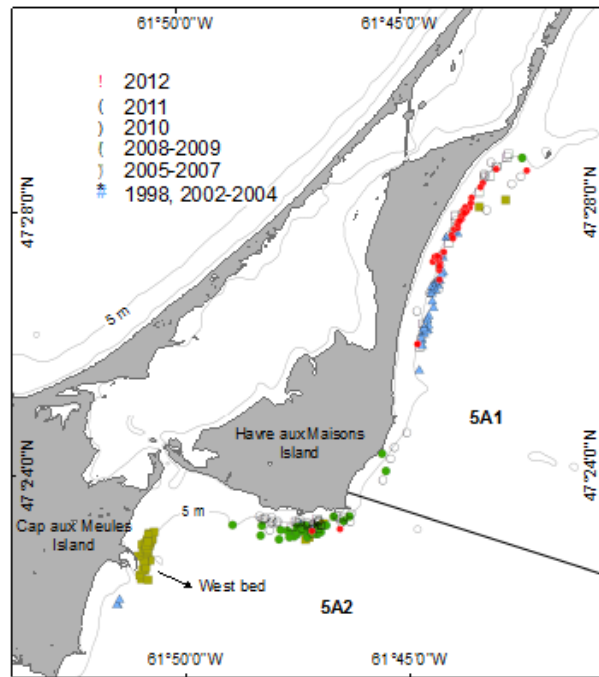 61°50'0"W 61°45'0"W
! 2012
( 2011
) 2010
{ 2008-2009
} 2005-2007
# 1998, 2002-2004
47°28'0"N 47°28'0"N
5 m
5A1
Havre aux Maisons
Island
47°24'0"N 47°24'0"N
5 m
Cap aux Meules
Island
West bed
5A2
61°50'0"W 61°45'0"W